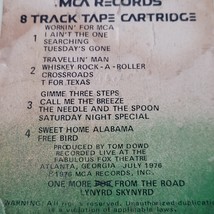 MCA RECORDS
8 TRACK TAPE CARTRIDGE
WORKIN' FOR MCA
1 I AIN'T THE ONE
SEARCHING
TUESDAY'S GONE
TRAVELLIN' MAN
2 WHISKEY ROCK-A-ROLLER
CROSSROADS
T FOR TEXAS
GIMME THREE STEPS
3 CALL ME THE BREEZE
THE NEEDLE AND THE SPOON
SATURDAY NIGHT SPECIAL
4 SWEET HOME ALABAMA
FREE BIRD
PRODUCED BY TOM DOWD
RECORDED LIVE AT THE
FABULOUS FOX THEATRE
ATLANTA, GEORGIA, JULY 1976
©1976 MCA RECORDS, INC.
ONE MORE FROM THE ROAD
LYNYRD SKYNYRD
Unauthorized duplication
is a violation of applicable laws.